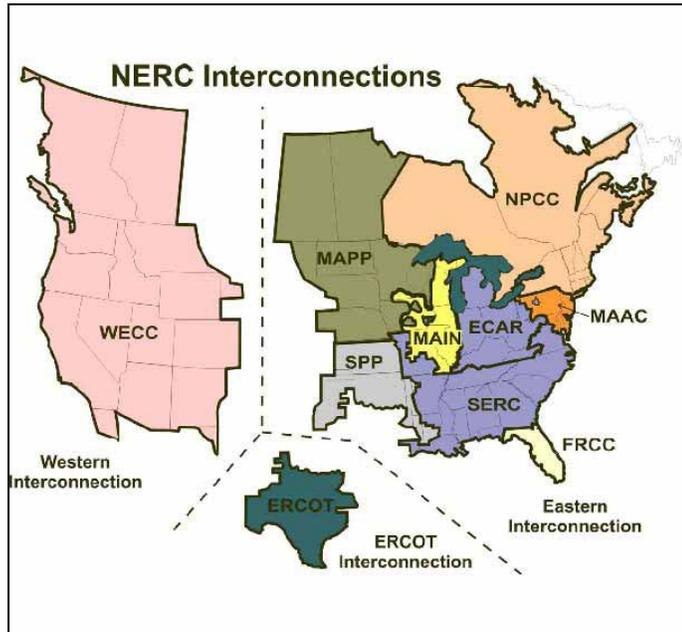 NERC Interconnections
NPCC
MAPP
WECC
MAIN
ECAR
MAAC
SPP
SERC
FRCC
Western
Interconnection
ERCOT
Eastern
Interconnection
ERCOT
Interconnection